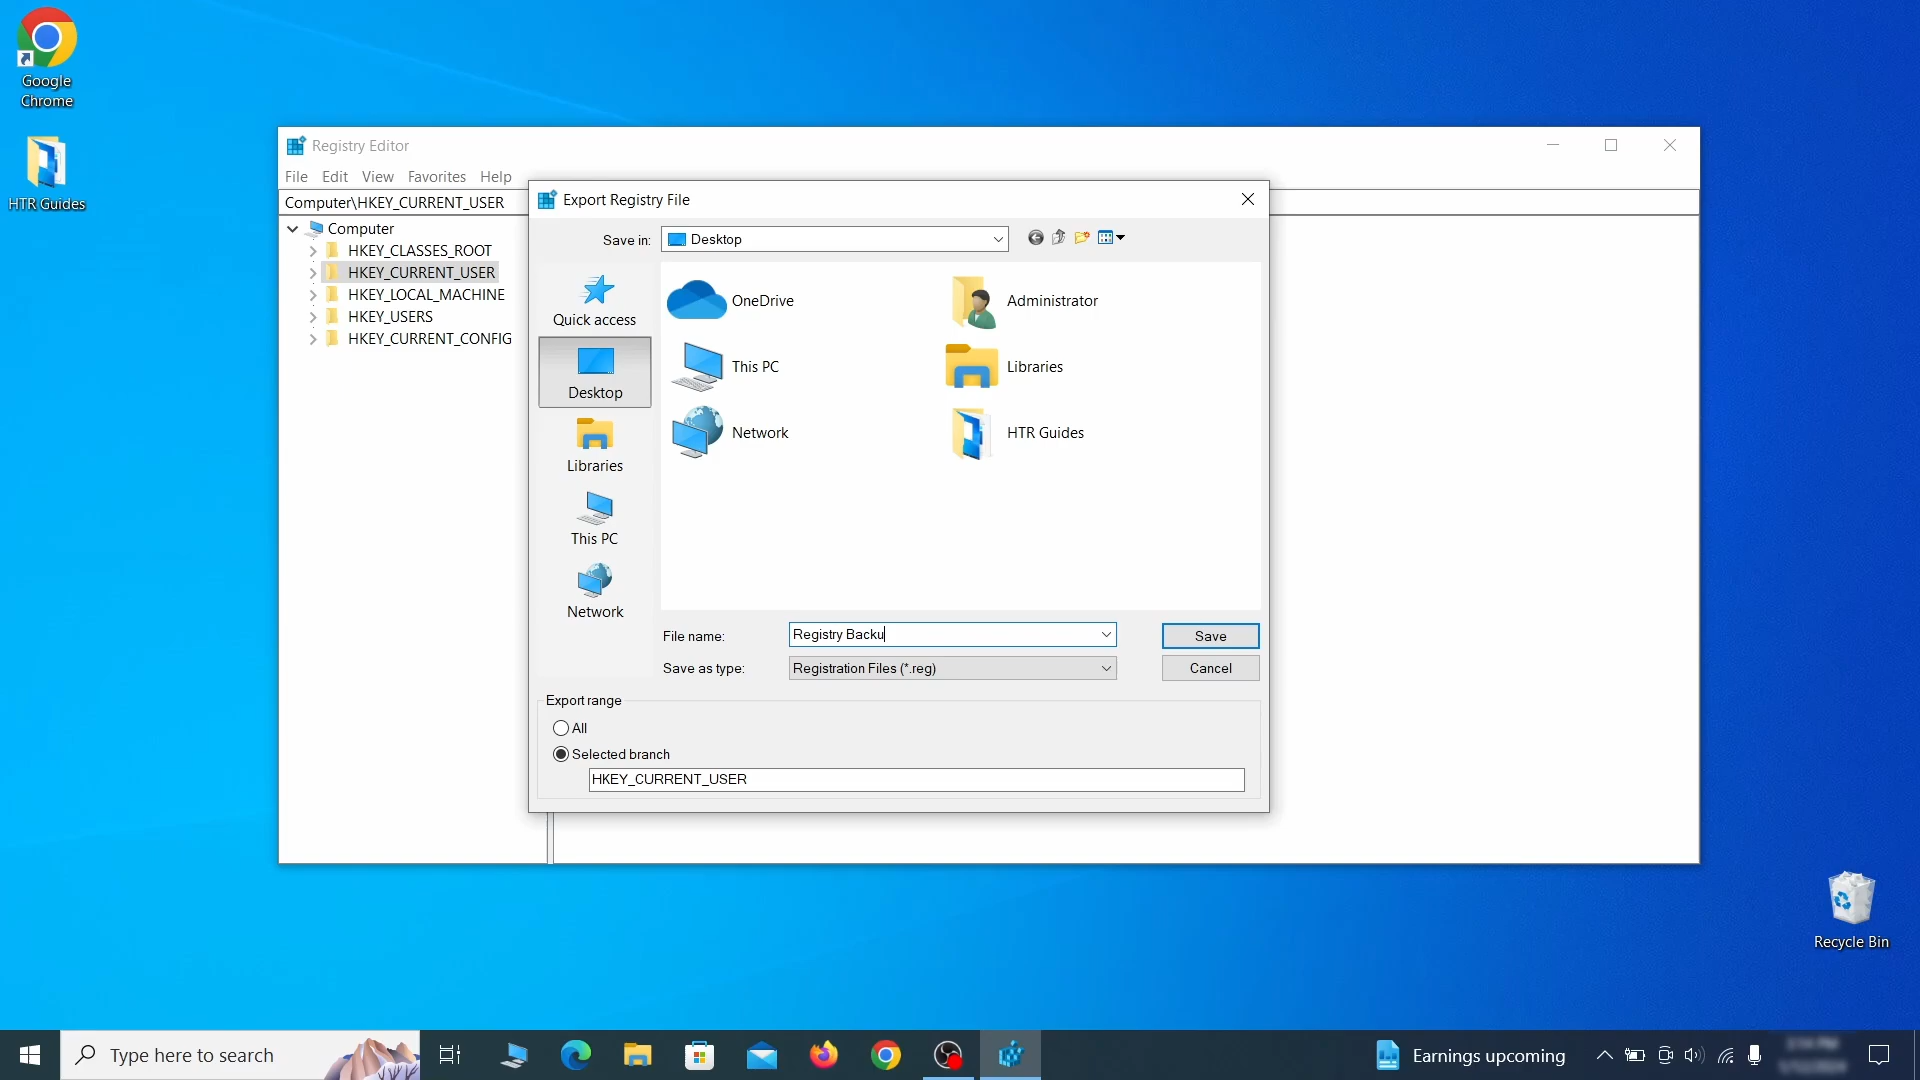 Google
Chrome
HTR Guides
Registry Editor
File Edit View Favorites Help
Computer\HKEY_CURRENT_USER
Computer
HKEY_CLASSES_ROOT
HKEY_CURRENT_USER
HKEY_LOCAL_MACHINE
HKEY_USERS
HKEY_CURRENT_CONFIG
Export Registry File
Save in: Desktop
Quick access
Desktop
Libraries
This PC
Network
OneDrive
Administrator
This PC
Libraries
Network
HTR Guides
File name: Registry Backu Save
Save as type: Registration Files (*.reg) Cancel
Export range
All
Selected branch
HKEY_CURRENT_USER
Recycle Bin
Type here to search
Earnings upcoming